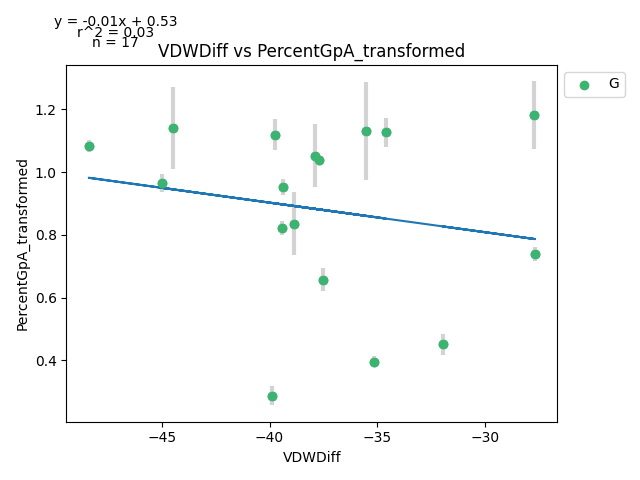 y = -0.01x + 0.53
r^2 = 0.03
n = 17
VDWDiff vs PercentGpA_transformed
G
PercentGpA_transformed
1.2
1.0
0.8
0.6
0.4
−45
−40
−35
−30
VDWDiff